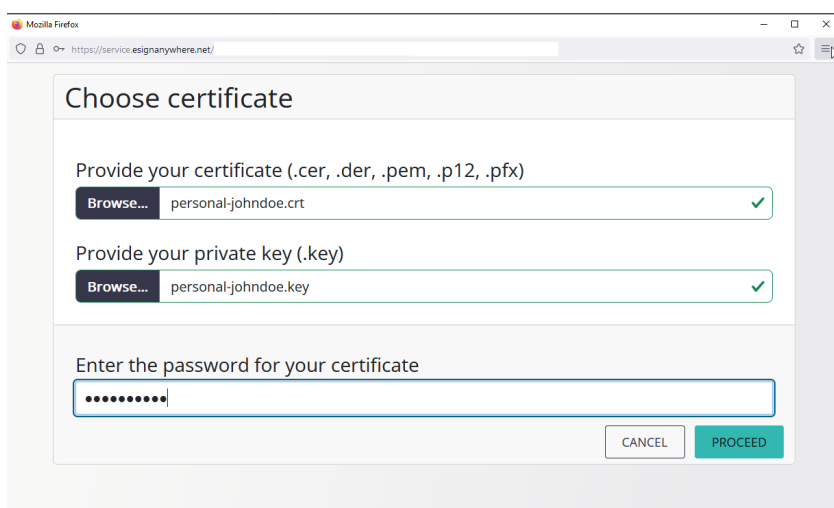 Mozilla Firefox
https://service.esignanywhere.net/
Choose certificate
Provide your certificate (.cer, .der, .pem, .p12, .pfx)
Browse... personal-johndoe.crt
Provide your private key (.key)
Browse... personal-johndoe.key
Enter the password for your certificate
●●●●●●●●●●
CANCEL PROCEED